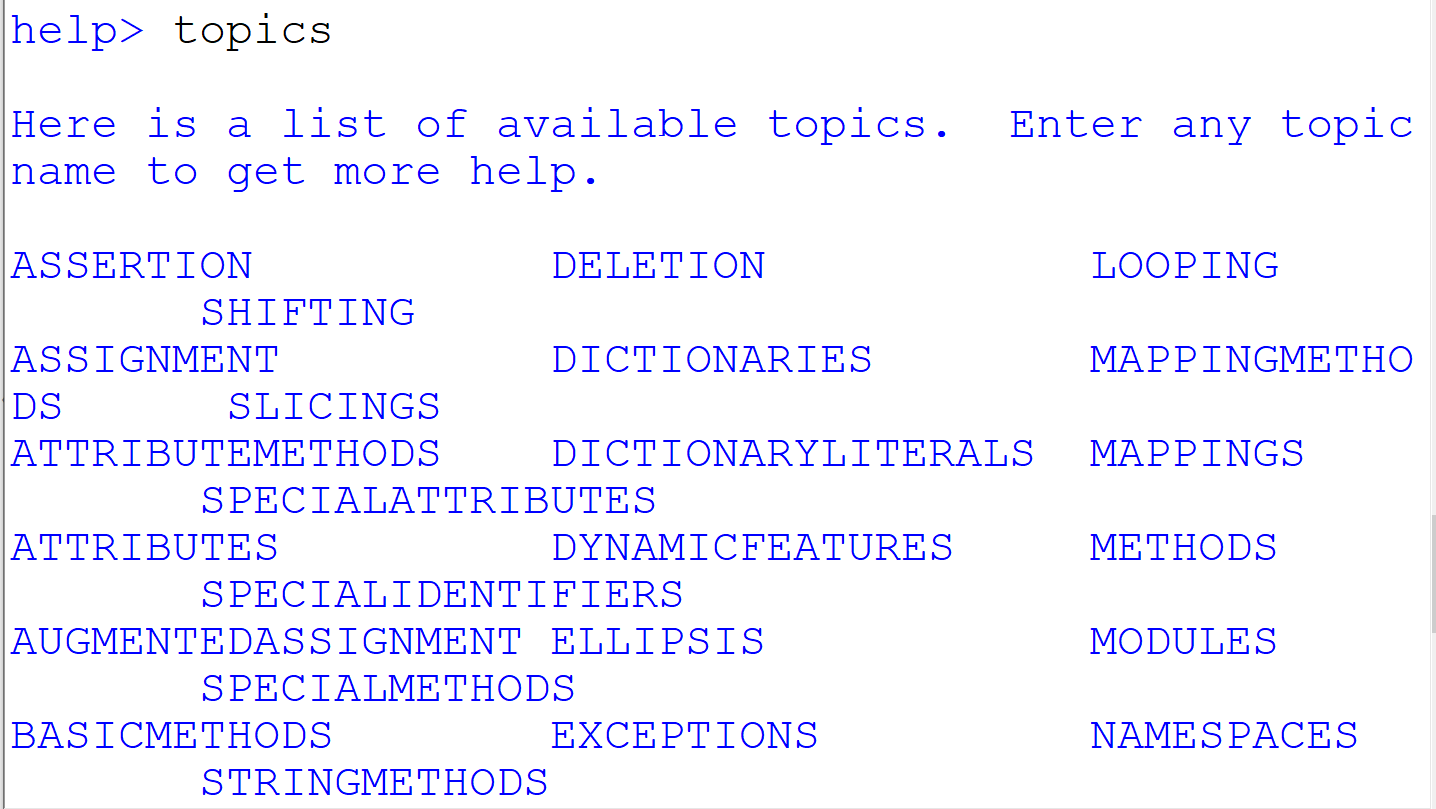 help> topics
Here is a list of available topics.  Enter any topic
name to get more help.
ASSERTION           DELETION            LOOPING
SHIFTING
ASSIGNMENT          DICTIONARIES        MAPPINGMETHO
DS      SLICINGS
ATTRIBUTEMETHODS    DICTIONARYLITERALS  MAPPINGS
SPECIALATTRIBUTES
ATTRIBUTES          DYNAMICFEATURES     METHODS
SPECIALIDENTIFIERS
AUGMENTEDASSIGNMENT ELLIPSIS            MODULES
SPECIALMETHODS
BASICMETHODS        EXCEPTIONS          NAMESPACES
STRINGMETHODS